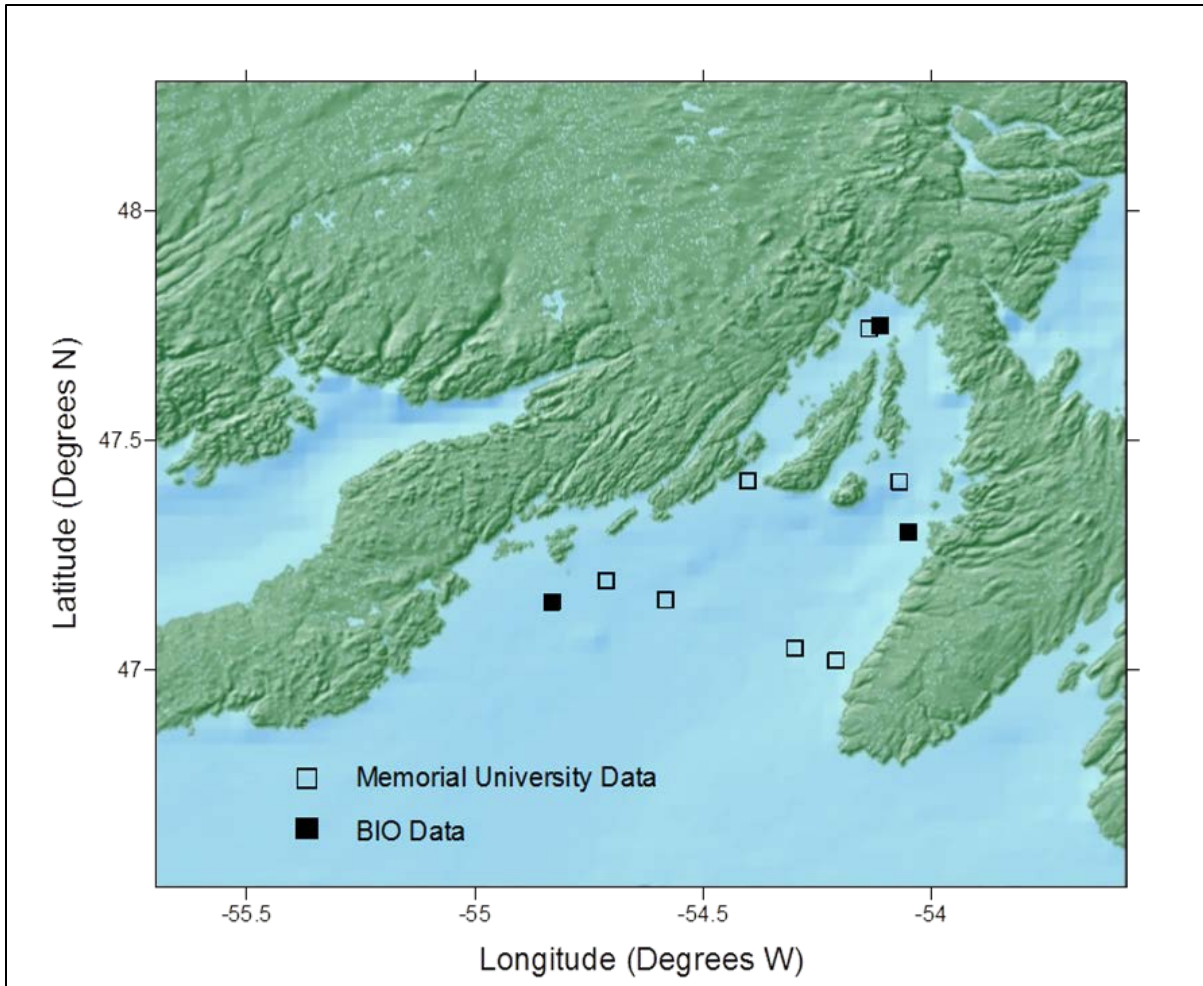 48
47.5
47
Latitude (Degrees N)
Memorial University Data
BIO Data
-55.5
-55
-54.5
-54
Longitude (Degrees W)